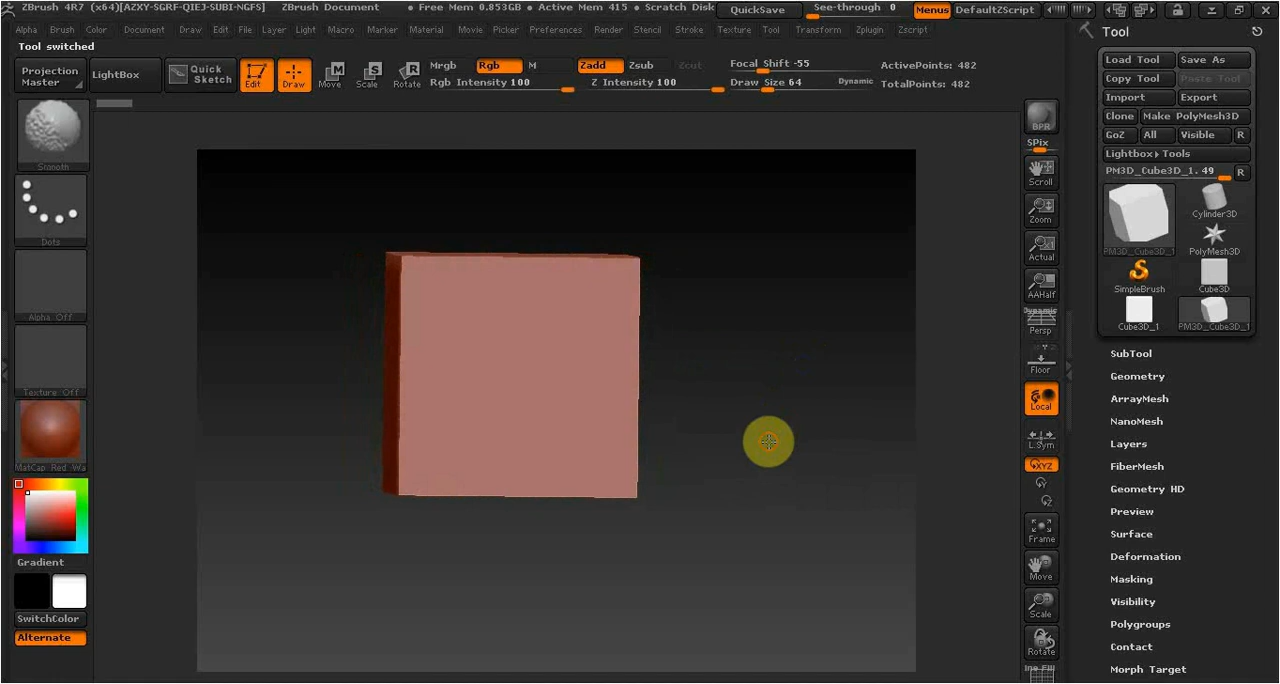 ZBrush 4R7 (x64)[AZXY-SGRF-QIEJ-SUBI-NGFS] ZBrush Document • Free Mem 0.853GB • Active Mem 415 • Scratch Disk QuickSave See-through 0 Menus DefaultZScript
Alpha Brush Color Document Draw Edit File Layer Light Macro Marker Material Movie Picker Preferences Render Stencil Stroke Texture Tool Transform Zplugin Zscript
Tool switched
Projection Master
LightBox
Quick Sketch
Edit
Draw
Move
Scale
Rotate
Mrgb Rgb M
Rgb Intensity 100
Zadd Zsub Zcut
Z Intensity 100
Focal Shift -55
Draw Size 64 Dynamic
ActivePoints: 482
TotalPoints: 482
Smooth
Dots
Alpha Off
Texture Off
MatCap Red Wa
Gradient
SwitchColor
Alternate
BPR
SPix
Scroll
Zoom
Actual
AAHalf
Dynamic
Persp
Floor
Local
L.Sym
XYZ
Y
Z
Frame
Move
Scale
Rotate
Tool
Load Tool Save As
Copy Tool Paste Tool
Import Export
Clone Make PolyMesh3D
GoZ All Visible R
Lightbox▸Tools
PM3D_Cube3D_1. 49 R
PM3D_Cube3D_1
Cylinder3D
PolyMesh3D
SimpleBrush
Cube3D
Cube3D_1
PM3D_Cube3D_1
SubTool
Geometry
ArrayMesh
NanoMesh
Layers
FiberMesh
Geometry HD
Preview
Surface
Deformation
Masking
Visibility
Polygroups
Contact
Morph Target